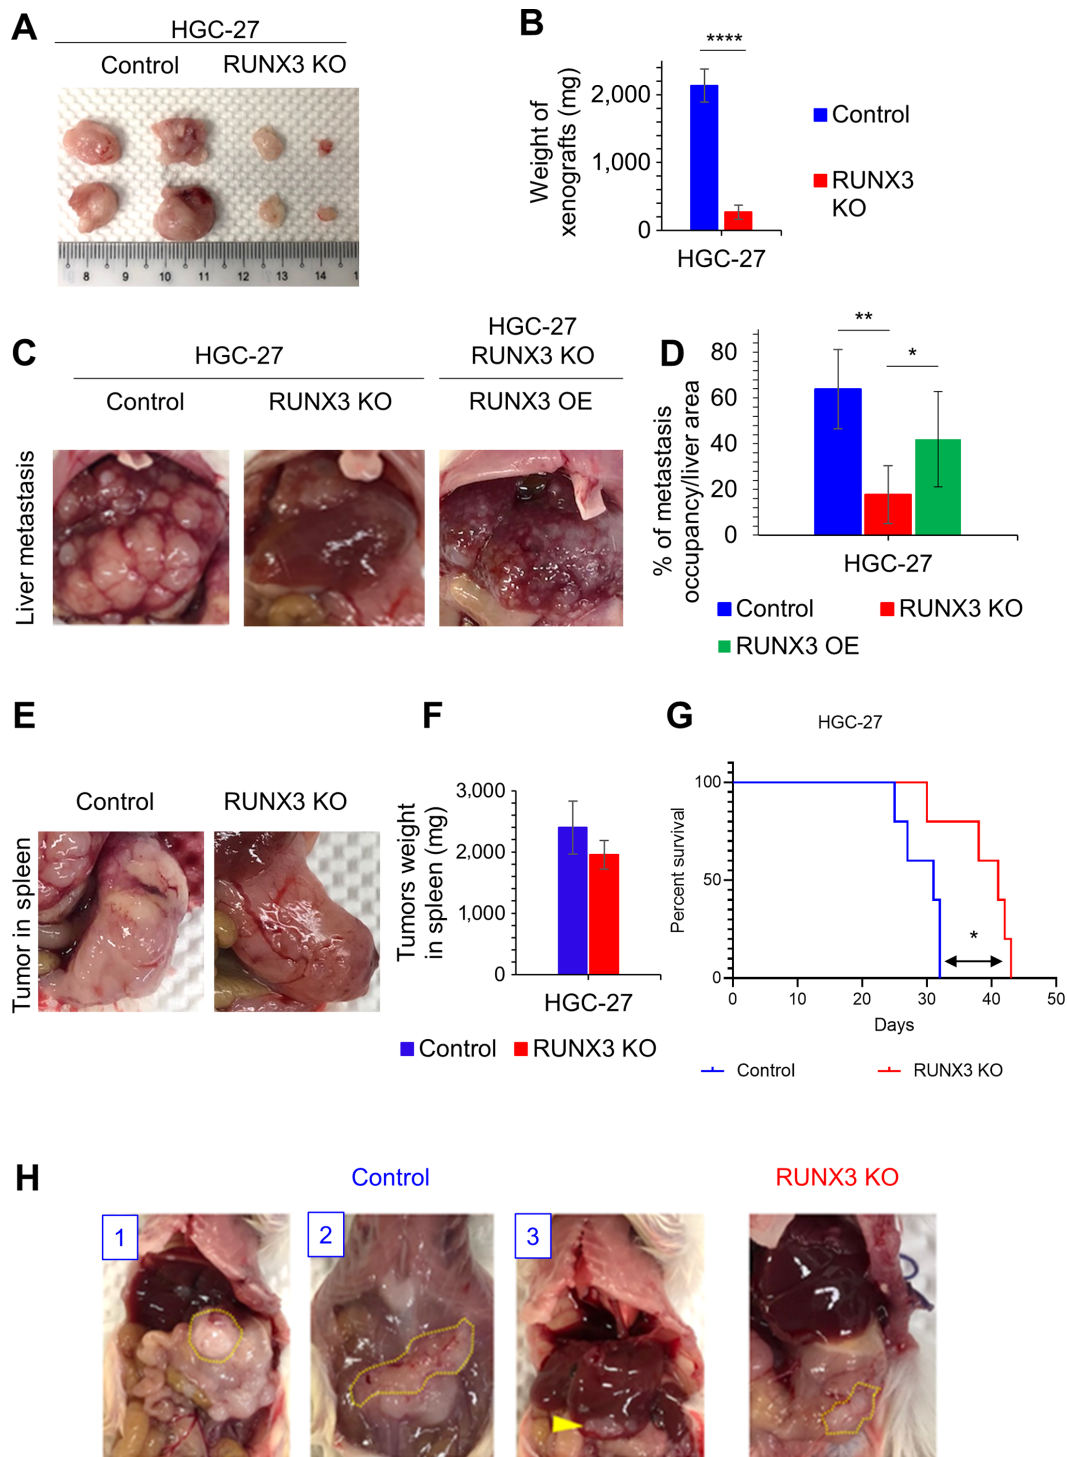 A
HGC-27
Control RUNX3 KO
8 9 10 11 12 13 14
B
****
Weight of
xenografts (mg)
2,000
1,000
0
HGC-27
Control
RUNX3
KO
C
HGC-27
HGC-27
RUNX3 KO
Control RUNX3 KO RUNX3 OE
Liver metastasis
D
**
*
% of metastasis
occupancy/liver area
80
60
40
20
0
HGC-27
Control RUNX3 KO
RUNX3 OE
E
Control RUNX3 KO
Tumor in spleen
F
Tumors weight
in spleen (mg)
3,000
2,000
1,000
0
HGC-27
Control RUNX3 KO
G
HGC-27
Percent survival
100
50
0
*
0 10 20 30 40 50
Days
Control RUNX3 KO
H
Control RUNX3 KO
1 2 3